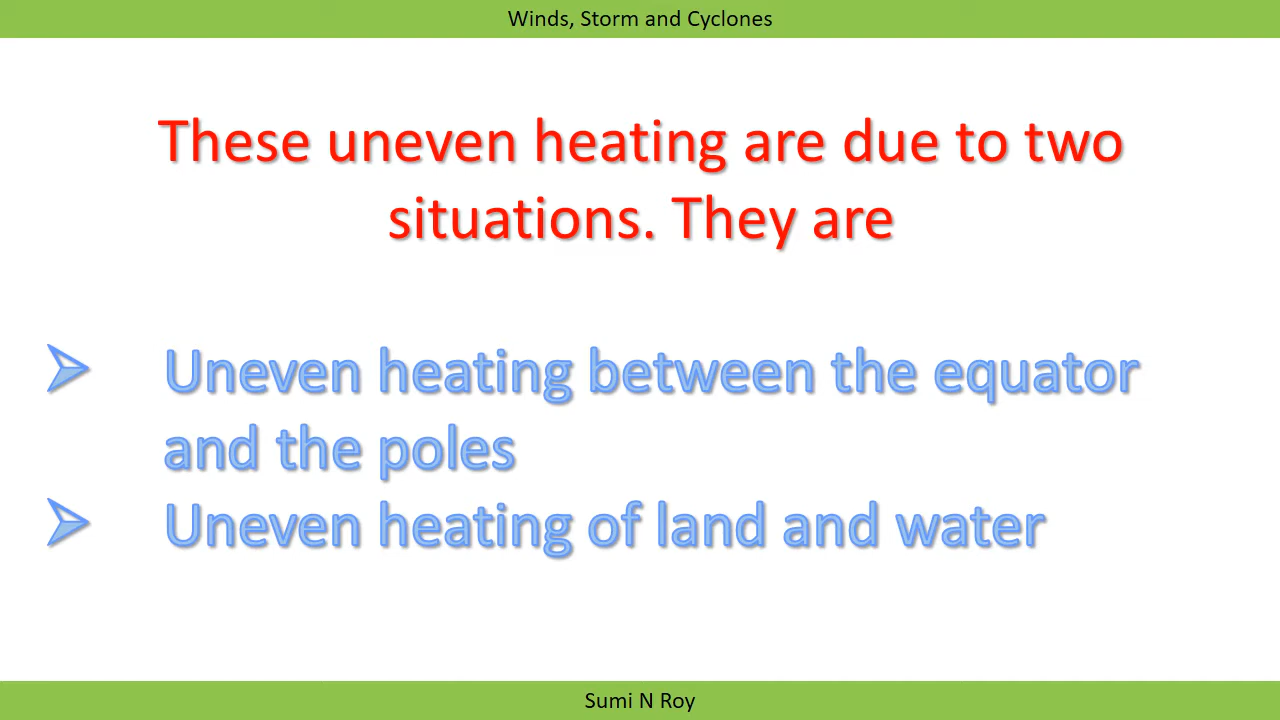 Winds, Storm and Cyclones
These uneven heating are due to two
situations. They are
➢ Uneven heating between the equator
and the poles
➢ Uneven heating of land and water
Sumi N Roy